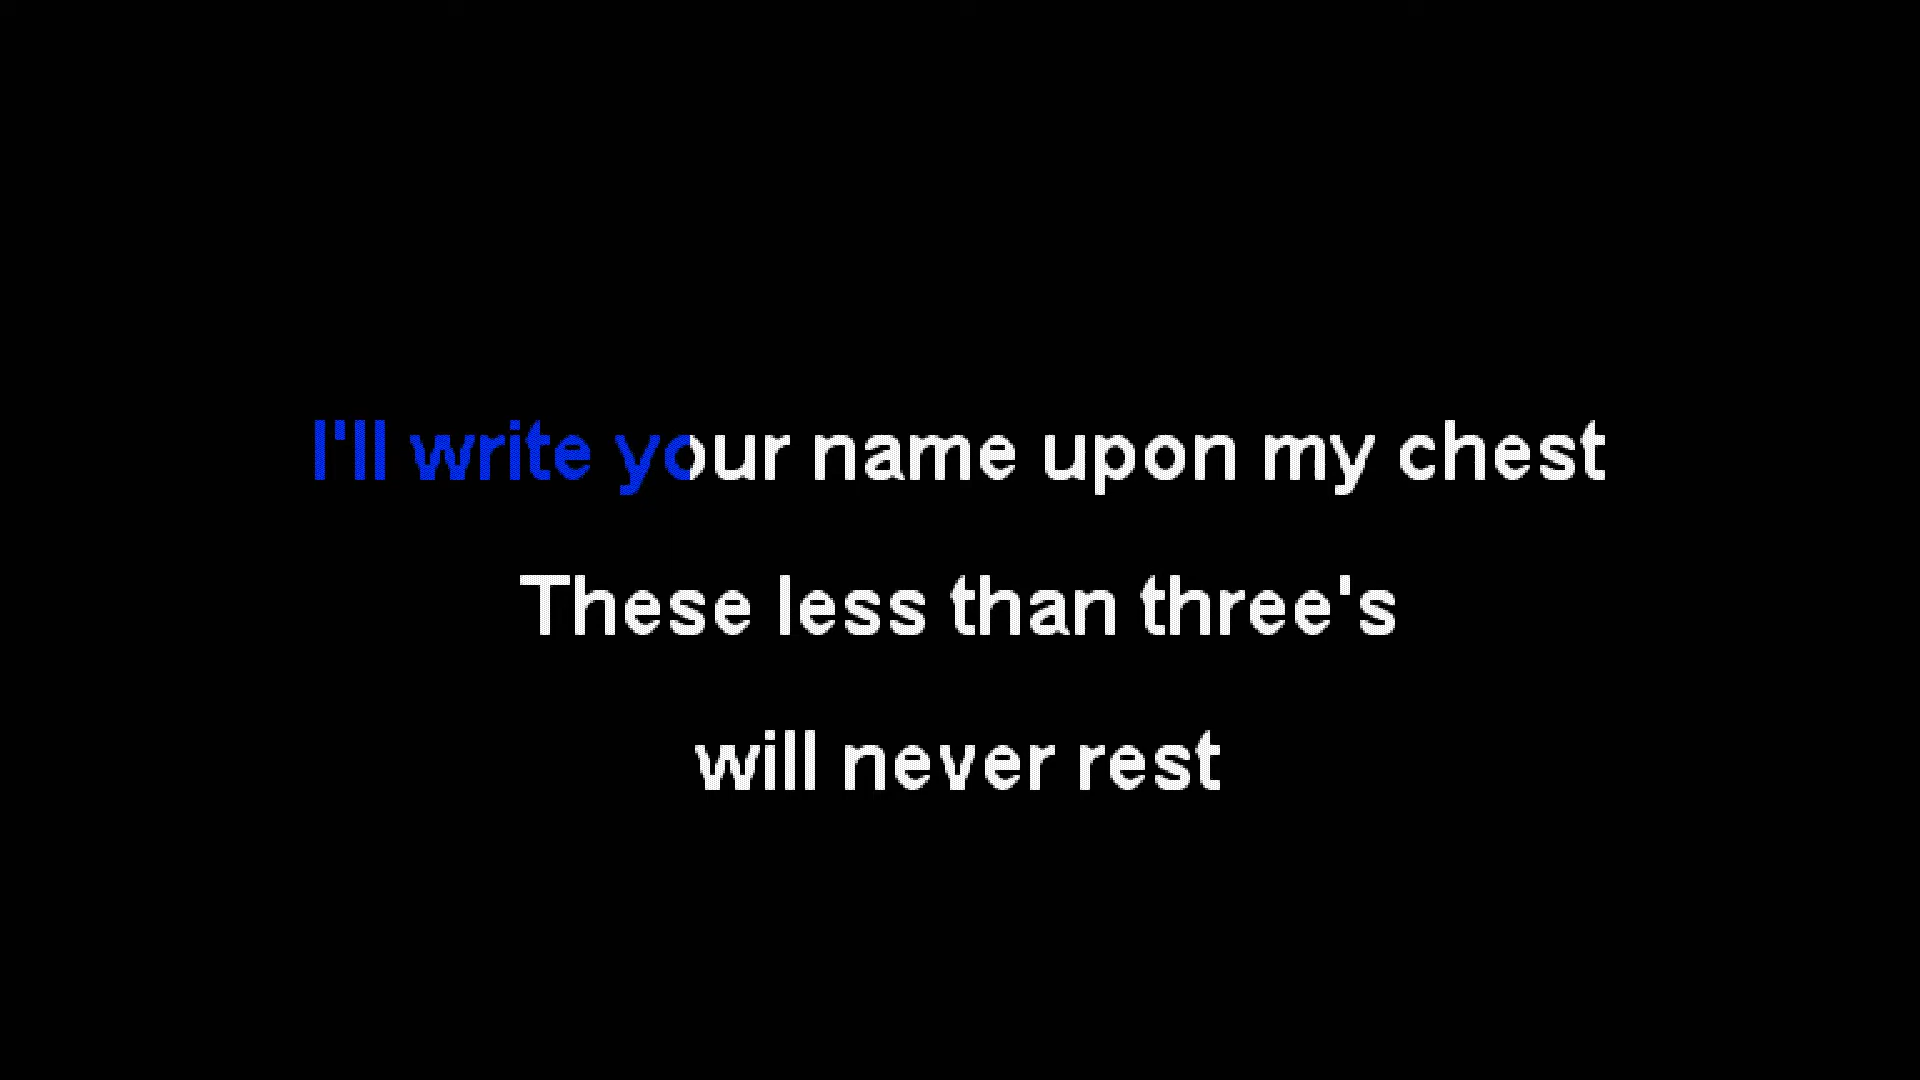 I'll write your name upon my chest
These less than three's
will never rest